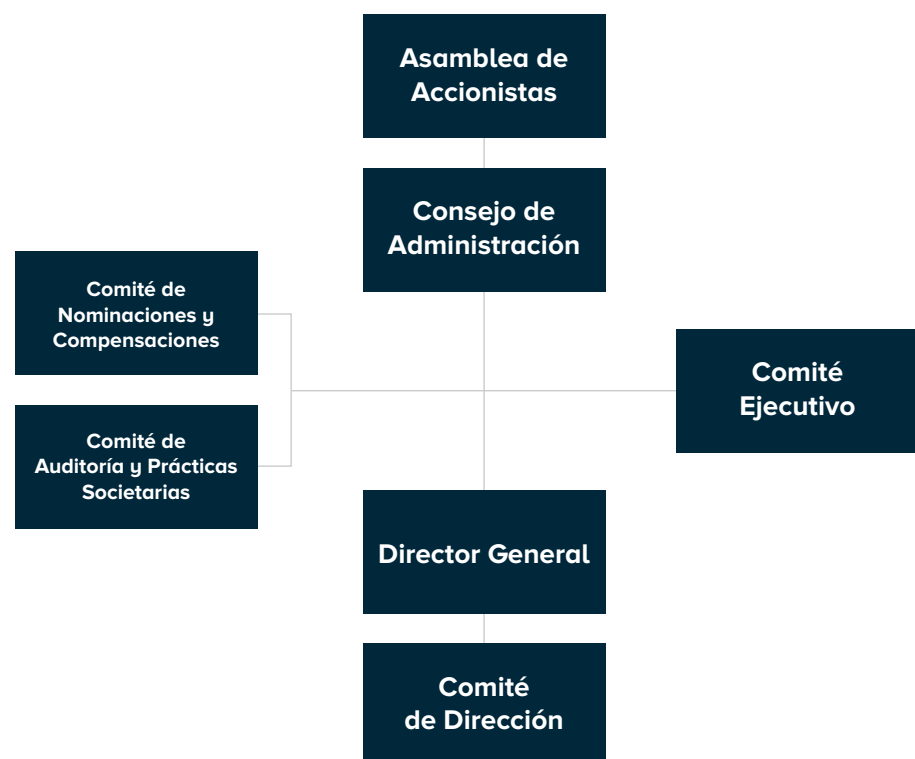 Asamblea de
Accionistas
Consejo de
Administración
Comité de
Nominaciones y
Compensaciones
Comité
Ejecutivo
Comité de
Auditoría y Prácticas
Societarias
Director General
Comité
de Dirección